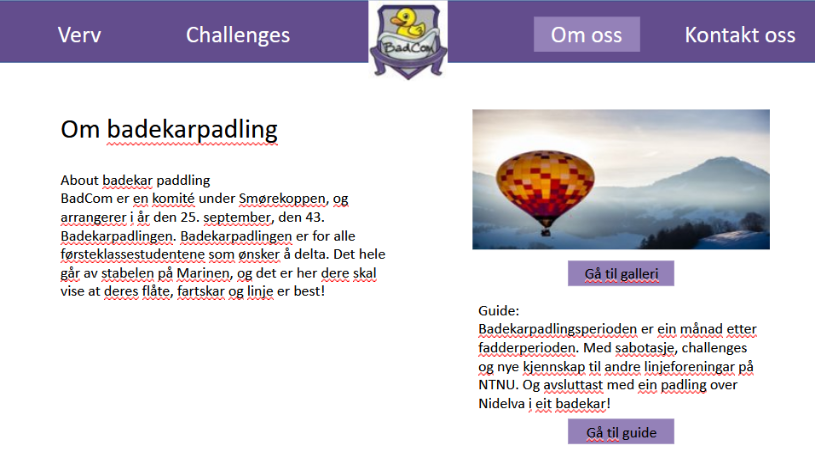 Verv
Challenges
BadCom
Om oss
Kontakt oss
Om badekarpadling
About badekar paddling
BadCom er en komité under Smørekoppen, og
arrangerer i år den 25. september, den 43.
Badekarpadlingen. Badekarpadlingen er for alle
førsteklassestudentene som ønsker å delta. Det hele
går av stabelen på Marinen, og det er her dere skal
vise at deres flåte, fartskar og linje er best!
Gå til galleri
Guide:
Badekarpadlingsperioden er ein månad etter
fadderperioden. Med sabotasje, challenges
og nye kjennskap til andre linjeforeningar på
NTNU. Og avsluttast med ein padling over
Nidelva i eit badekar!
Gå til guide